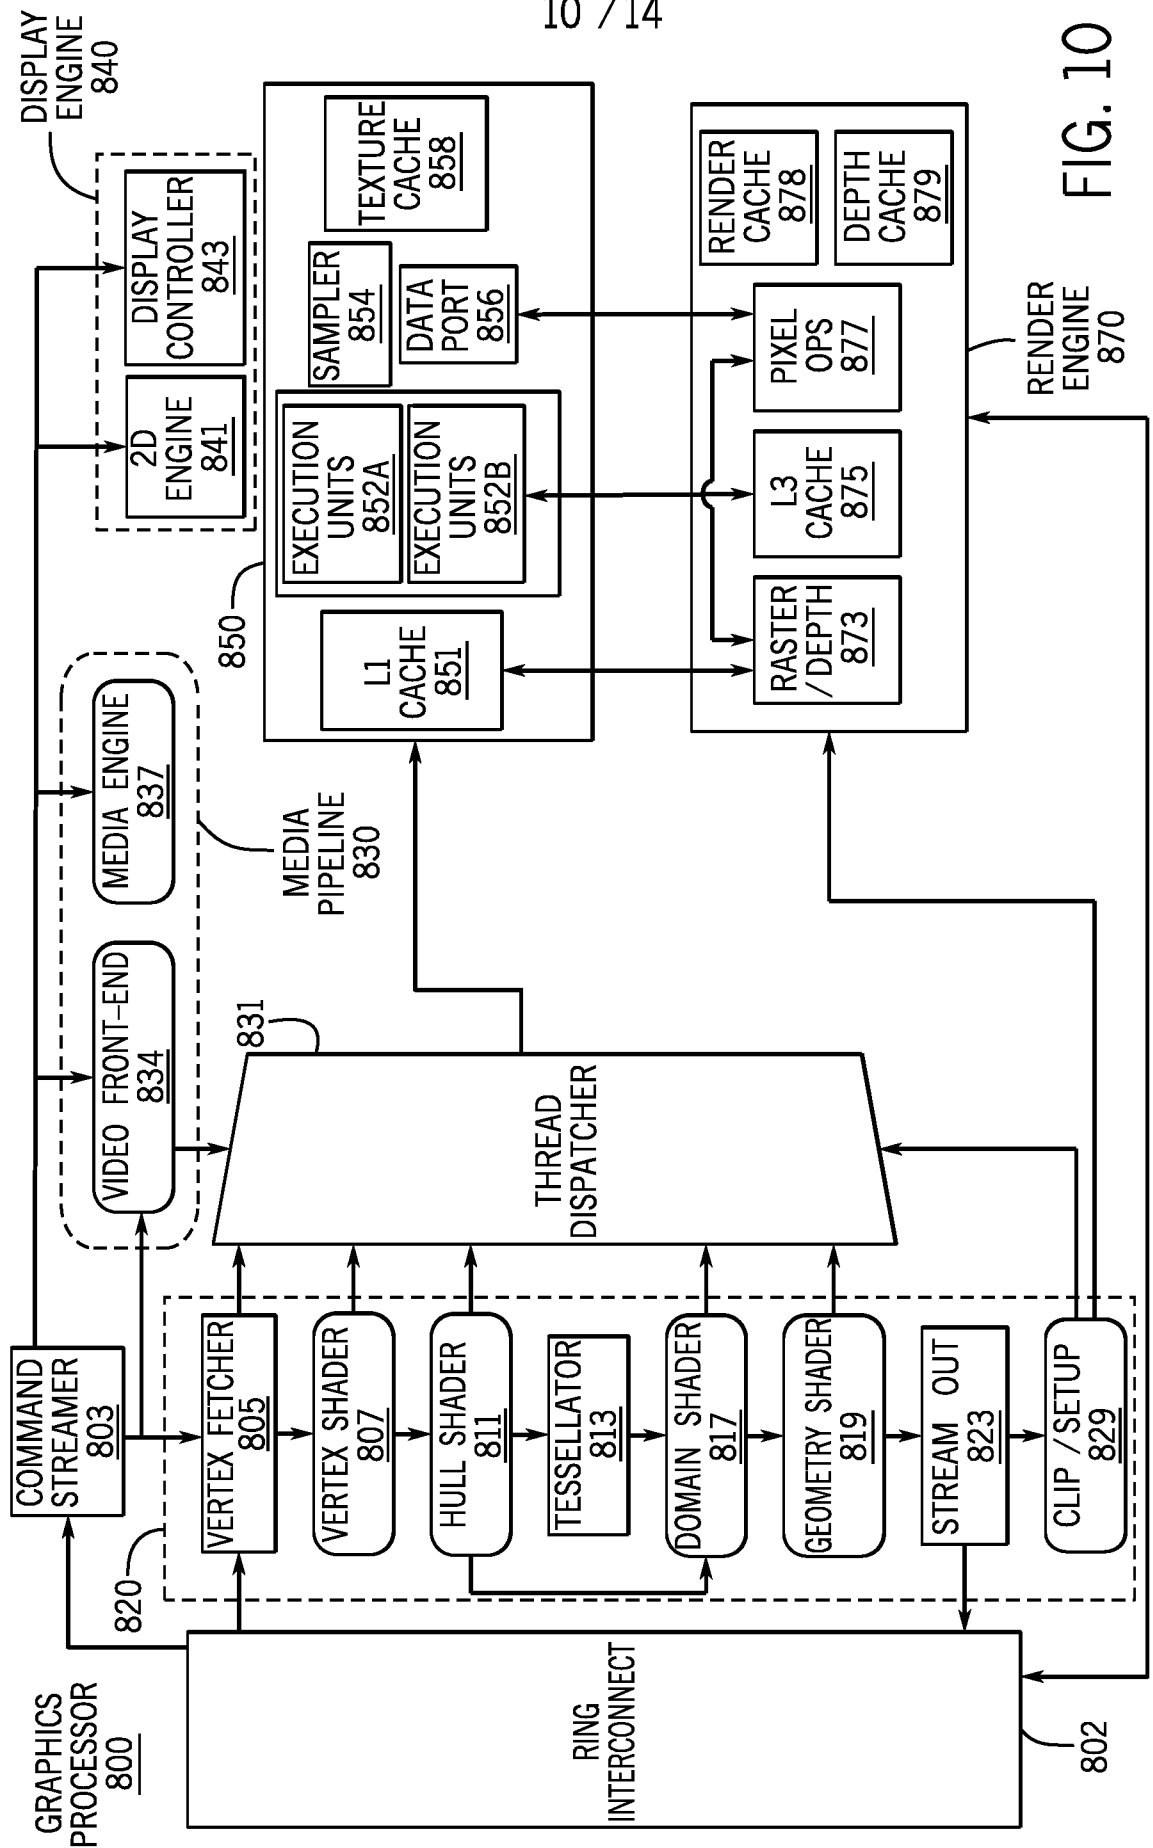 10 / 14
GRAPHICS
PROCESSOR
800
COMMAND
STREAMER
803
DISPLAY
ENGINE
840
2D
ENGINE
841
DISPLAY
CONTROLLER
843
VIDEO FRONT-END
834
MEDIA ENGINE
837
MEDIA
PIPELINE
830
820
VERTEX FETCHER
805
VERTEX SHADER
807
HULL SHADER
811
TESSELLATOR
813
DOMAIN SHADER
817
GEOMETRY SHADER
819
STREAM OUT
823
CLIP / SETUP
829
RING
INTERCONNECT
802
THREAD
DISPATCHER
831
850
L1
CACHE
851
EXECUTION
UNITS
852A
EXECUTION
UNITS
852B
SAMPLER
854
DATA
PORT
856
TEXTURE
CACHE
858
RASTER
/DEPTH
873
L3
CACHE
875
PIXEL
OPS
877
RENDER
CACHE
878
DEPTH
CACHE
879
RENDER
ENGINE
870
FIG. 10